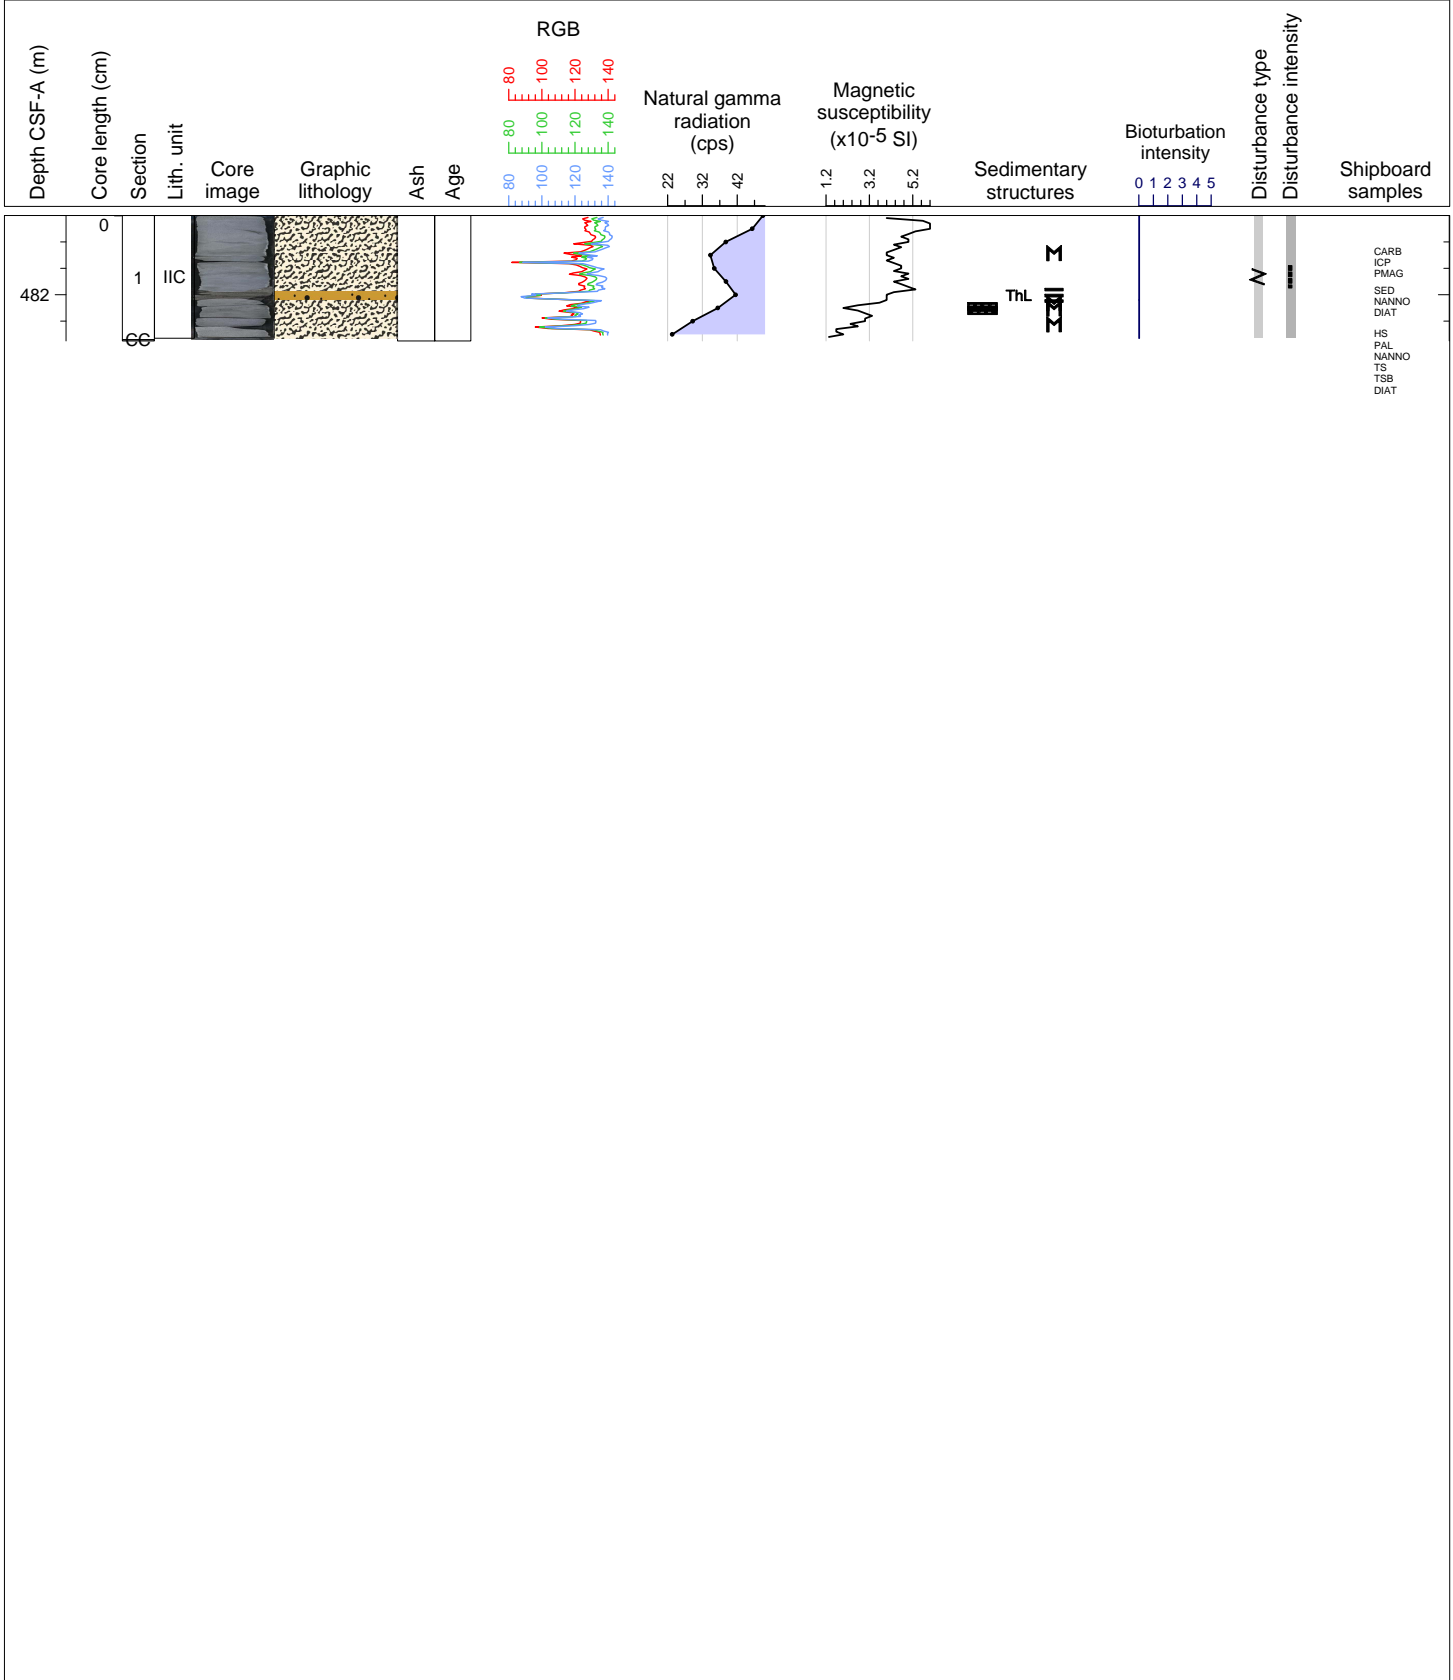 Depth CSF-A (m)
Core length (cm)
Section
Lith. unit
Core
image
Graphic
lithology
Ash
Age
RGB
80 100 120 140
80 100 120 140
80 100 120 140
Natural gamma
radiation
(cps)
22 32 42
Magnetic
susceptibility
(x10-5 SI)
1.2 3.2 5.2
Sedimentary
structures
Bioturbation
intensity
0 1 2 3 4 5
Disturbance type
Disturbance intensity
Shipboard
samples
0
482
1
CC
IIC
ThL
M
M
M
CARB
ICP
PMAG
SED
NANNO
DIAT
HS
PAL
NANNO
TS
TSB
DIAT